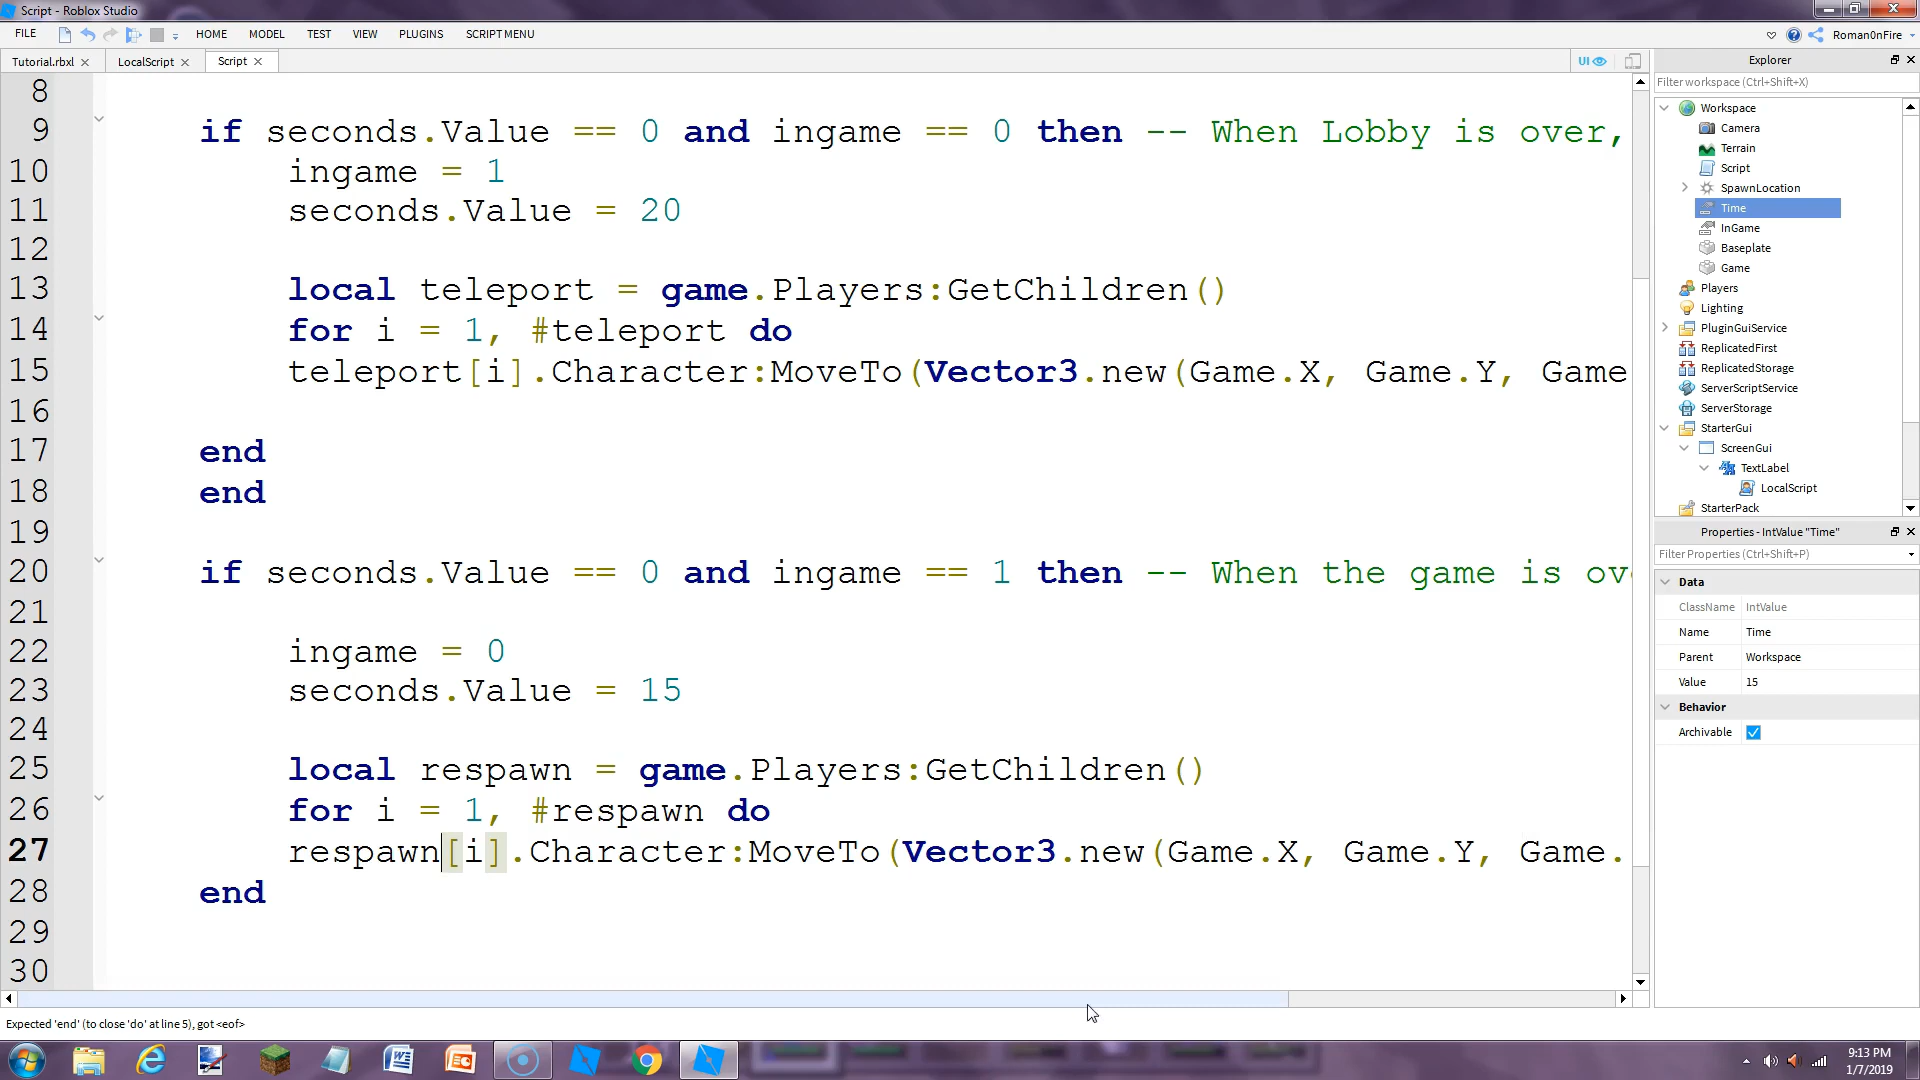 Script - Roblox Studio
FILE HOME MODEL TEST VIEW PLUGINS SCRIPT MENU Roman0nFire
Tutorial.rbxl LocalScript Script UI
8
9 if seconds.Value == 0 and ingame == 0 then -- When Lobby is over,
10 ingame = 1
11 seconds.Value = 20
12
13 local teleport = game.Players:GetChildren()
14 for i = 1, #teleport do
15 teleport[i].Character:MoveTo(Vector3.new(Game.X, Game.Y, Game
16
17 end
18 end
19
20 if seconds.Value == 0 and ingame == 1 then -- When the game is ov
21
22 ingame = 0
23 seconds.Value = 15
24
25 local respawn = game.Players:GetChildren()
26 for i = 1, #respawn do
27 respawn[i].Character:MoveTo(Vector3.new(Game.X, Game.Y, Game.
28 end
29
30
Expected 'end' (to close 'do' at line 5), got <eof>
Explorer
Filter workspace (Ctrl+Shift+X)
Workspace
Camera
Terrain
Script
SpawnLocation
Time
InGame
Baseplate
Game
Players
Lighting
PluginGuiService
ReplicatedFirst
ReplicatedStorage
ServerScriptService
ServerStorage
StarterGui
ScreenGui
TextLabel
LocalScript
StarterPack
Properties - IntValue "Time"
Filter Properties (Ctrl+Shift+P)
Data
ClassName IntValue
Name Time
Parent Workspace
Value 15
Behavior
Archivable
9:13 PM
1/7/2019